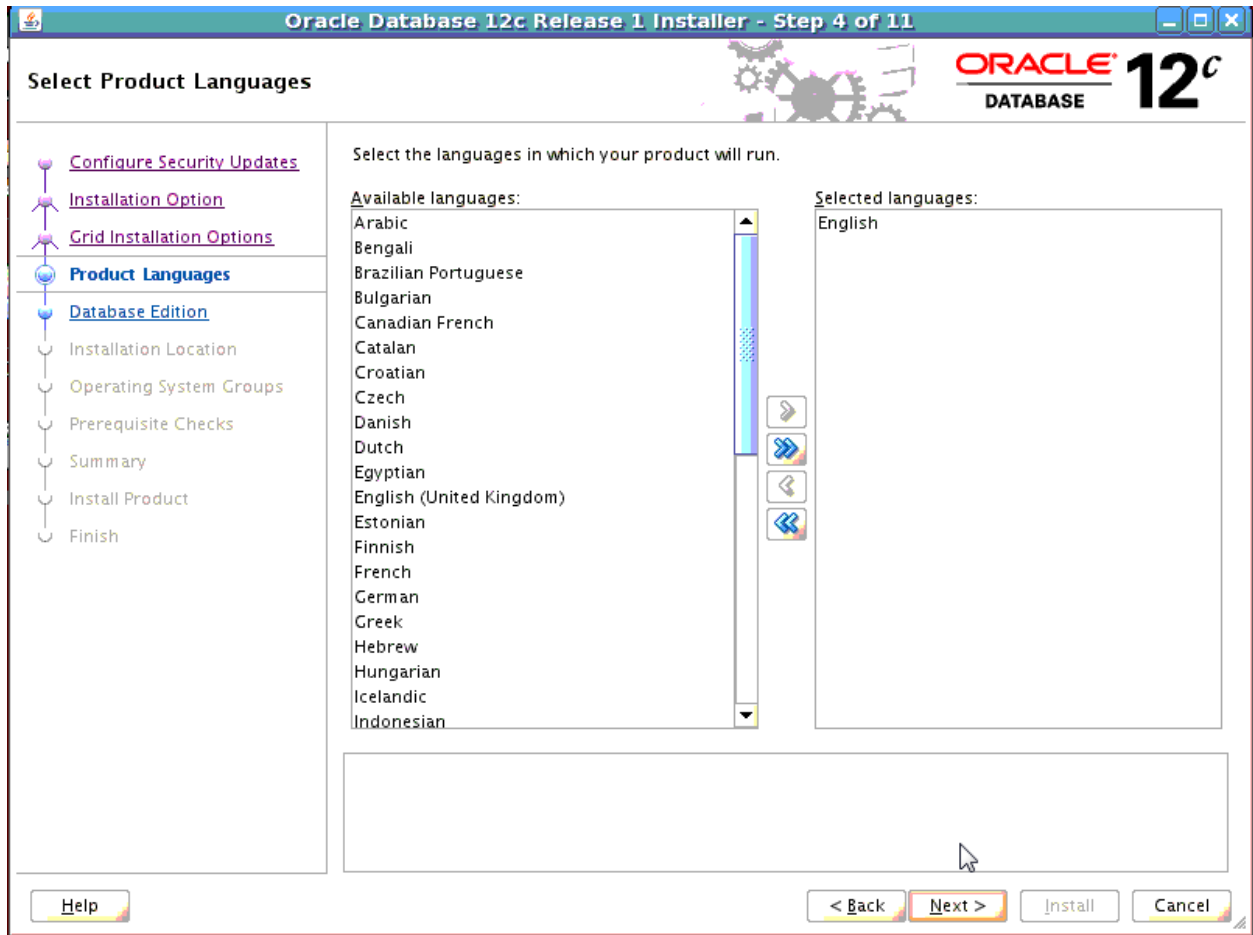 Oracle Database 12c Release 1 Installer - Step 4 of 11
Select Product Languages
ORACLE
DATABASE
12c
Configure Security Updates
Installation Option
Grid Installation Options
Product Languages
Database Edition
Installation Location
Operating System Groups
Prerequisite Checks
Summary
Install Product
Finish
Select the languages in which your product will run.
Available languages:
Arabic
Bengali
Brazilian Portuguese
Bulgarian
Canadian French
Catalan
Croatian
Czech
Danish
Dutch
Egyptian
English (United Kingdom)
Estonian
Finnish
French
German
Greek
Hebrew
Hungarian
Icelandic
Indonesian
Selected languages:
English
Help
< Back
Next >
Install
Cancel